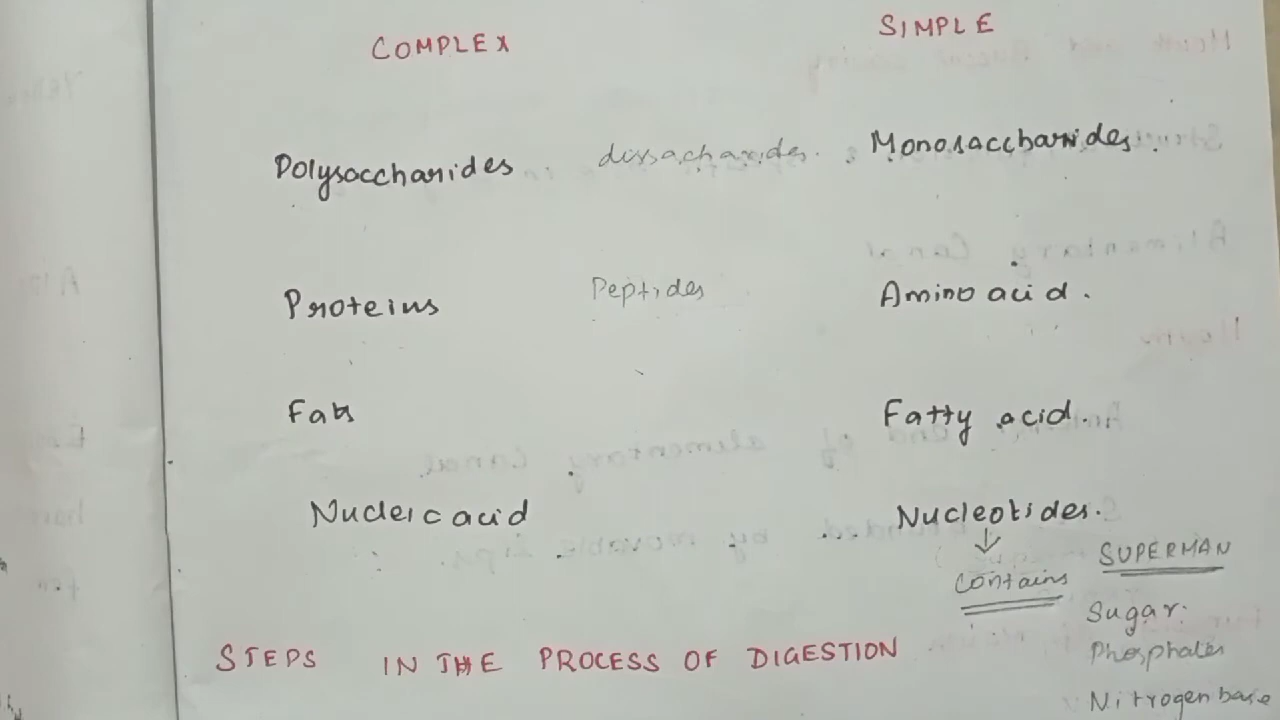 COMPLEX SIMPLE
Polysaccharides dissacharides. Monosaccharides.
Proteins Peptides Amino acid.
Fats Fatty acid.
Nucleic acid Nucleotides.
Contains SUPERMAN
Sugar.
Phosphates
Nitrogen base
STEPS IN THE PROCESS OF DIGESTION